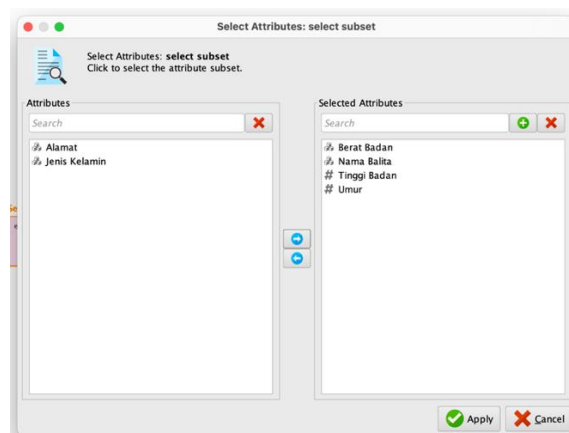 Select Attributes: select subset
Select Attributes: select subset
Click to select the attribute subset.
Attributes
Search
Alamat
Jenis Kelamin
Selected Attributes
Search
Berat Badan
Nama Balita
# Tinggi Badan
# Umur
Apply
Cancel